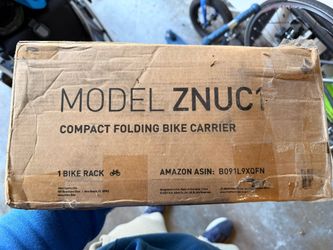 MODEL ZNUC1
COMPACT FOLDING BIKE CARRIER
1 BIKE RACK
AMAZON ASIN: B091L9XQFN